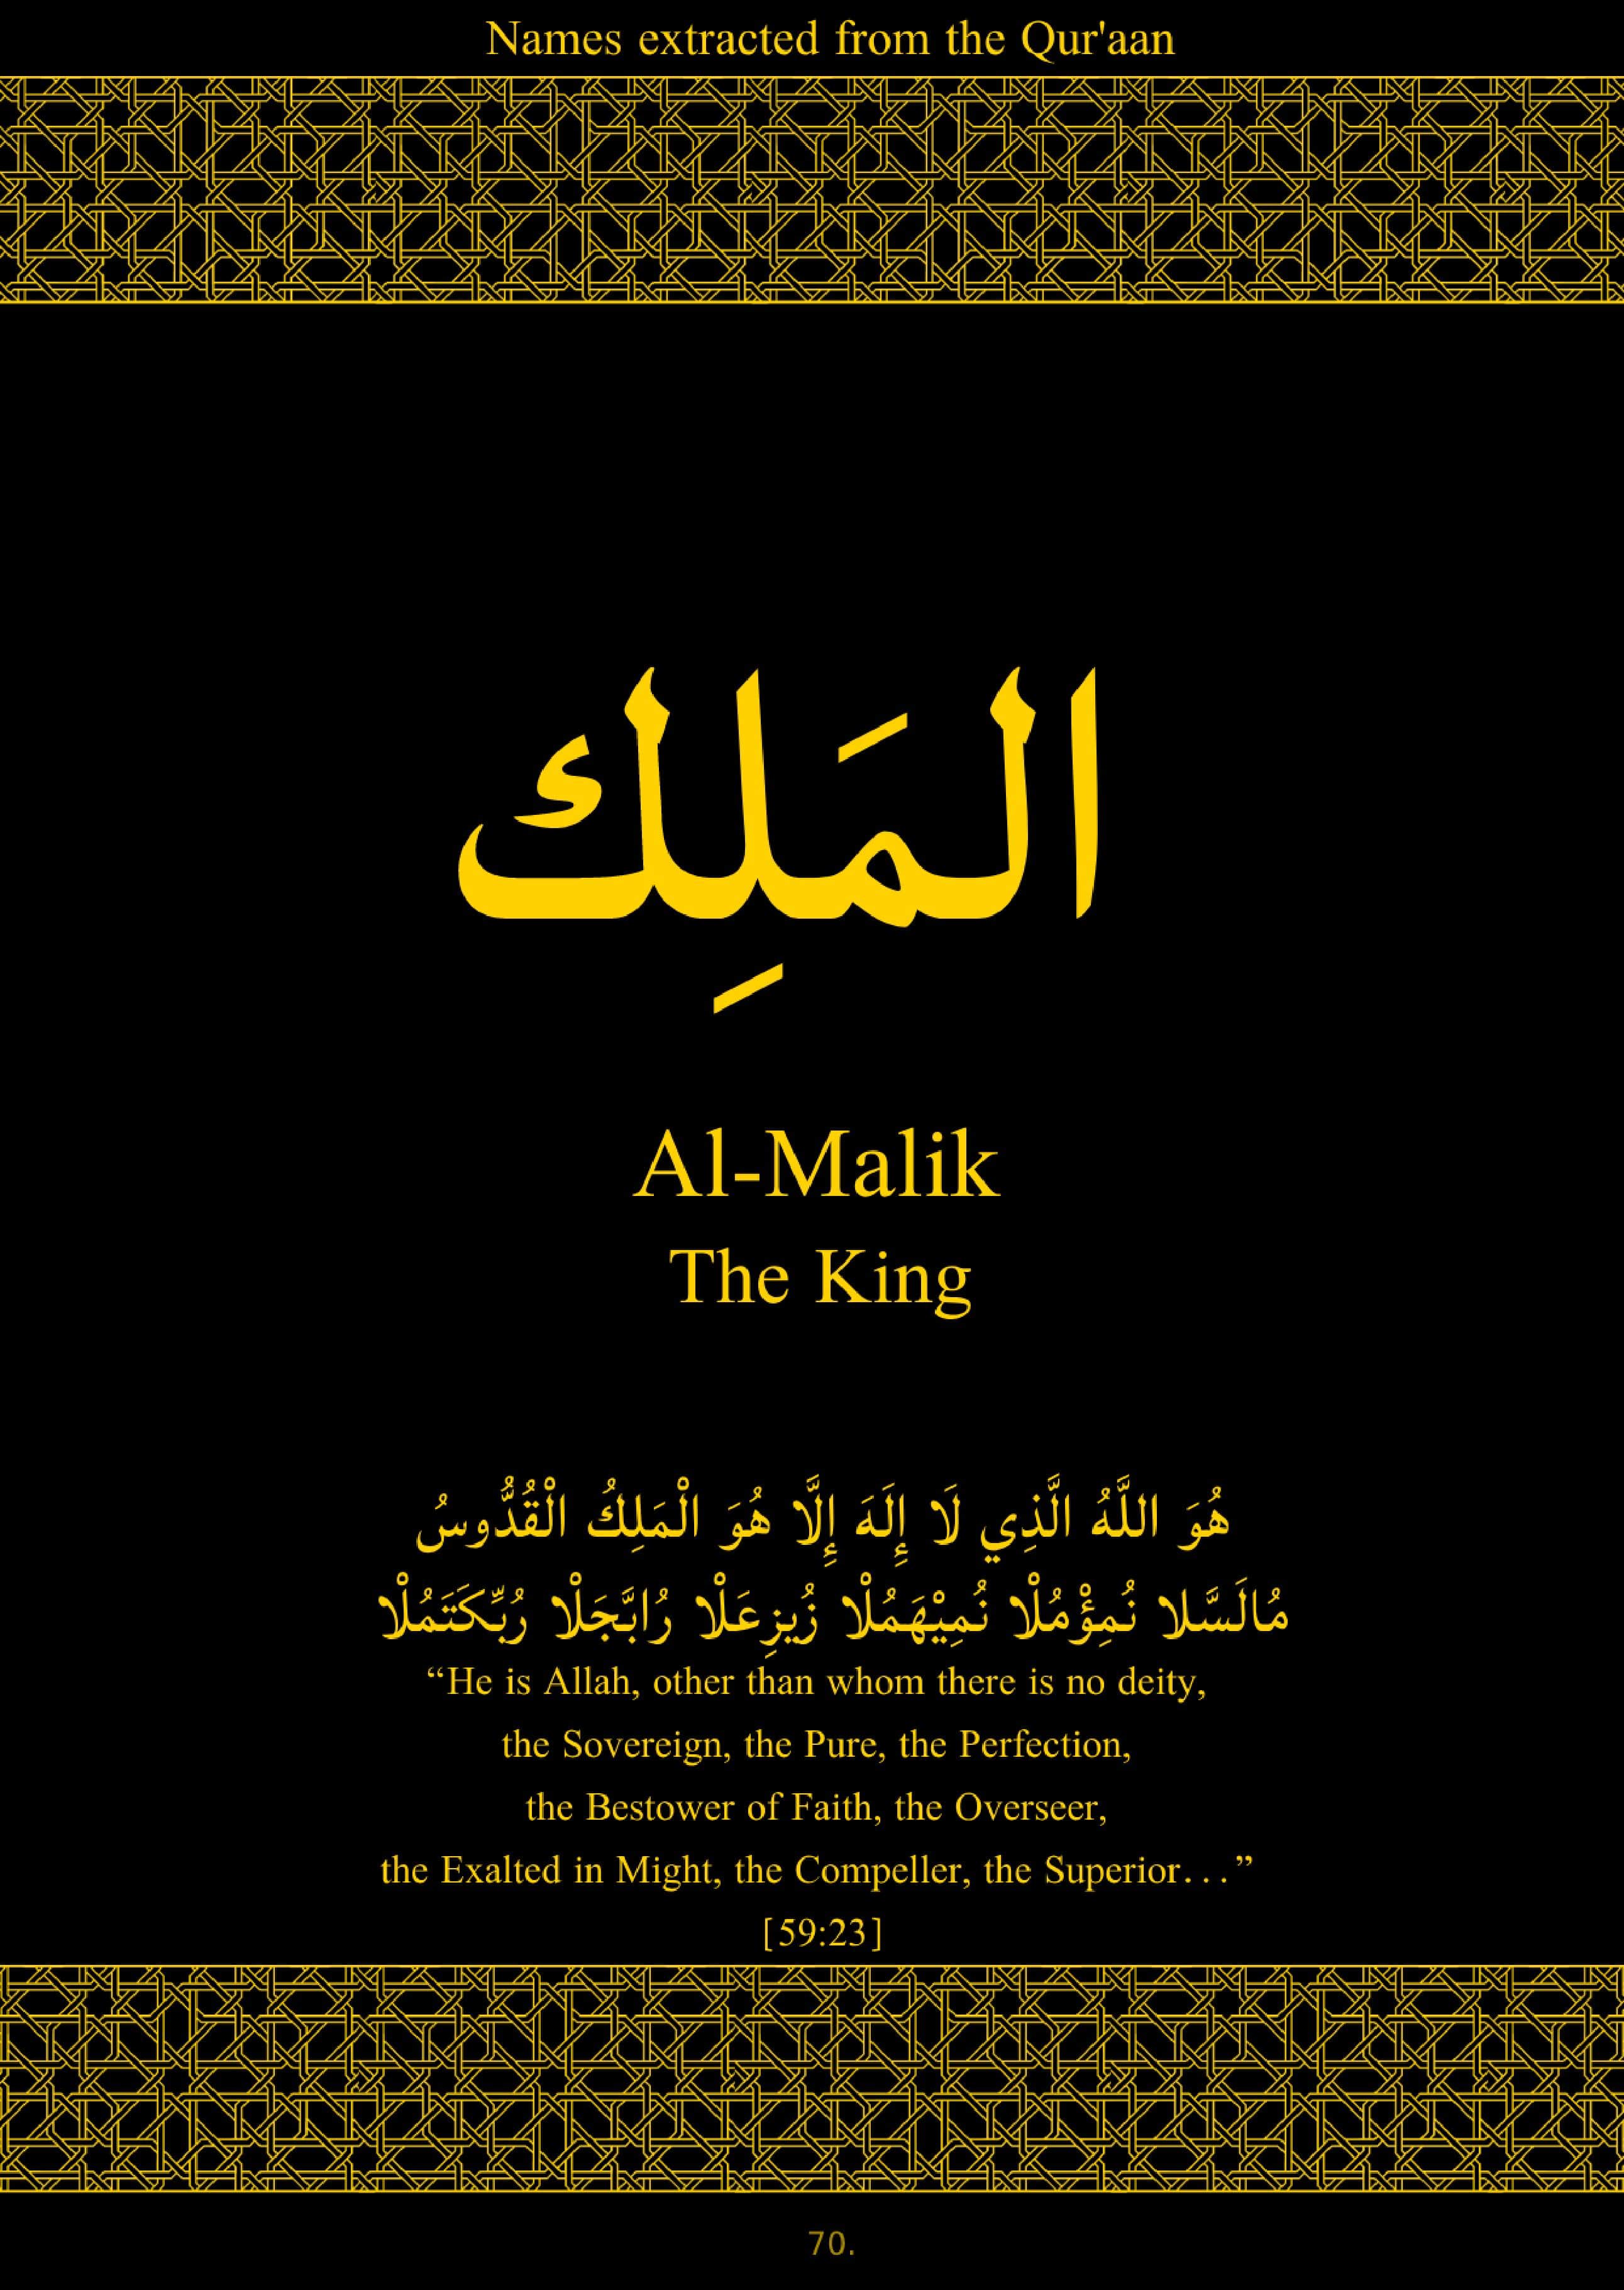 Names extracted from the Qur'aan
المَلِك
Al-Malik
The King
هُوَ اللَّهُ الَّذِي لَا إِلَهَ إِلَّا هُوَ الْمَلِكُ الْقُدُّوسُ
مُالَسَّلا نُمِؤْمُلْا نُمِيْهَمُلْا زُيزِعَلْا رُابَّجَلْا رُبِّكَتَمُلْا
“He is Allah, other than whom there is no deity,
the Sovereign, the Pure, the Perfection,
the Bestower of Faith, the Overseer,
the Exalted in Might, the Compeller, the Superior...”
[59:23]
70.